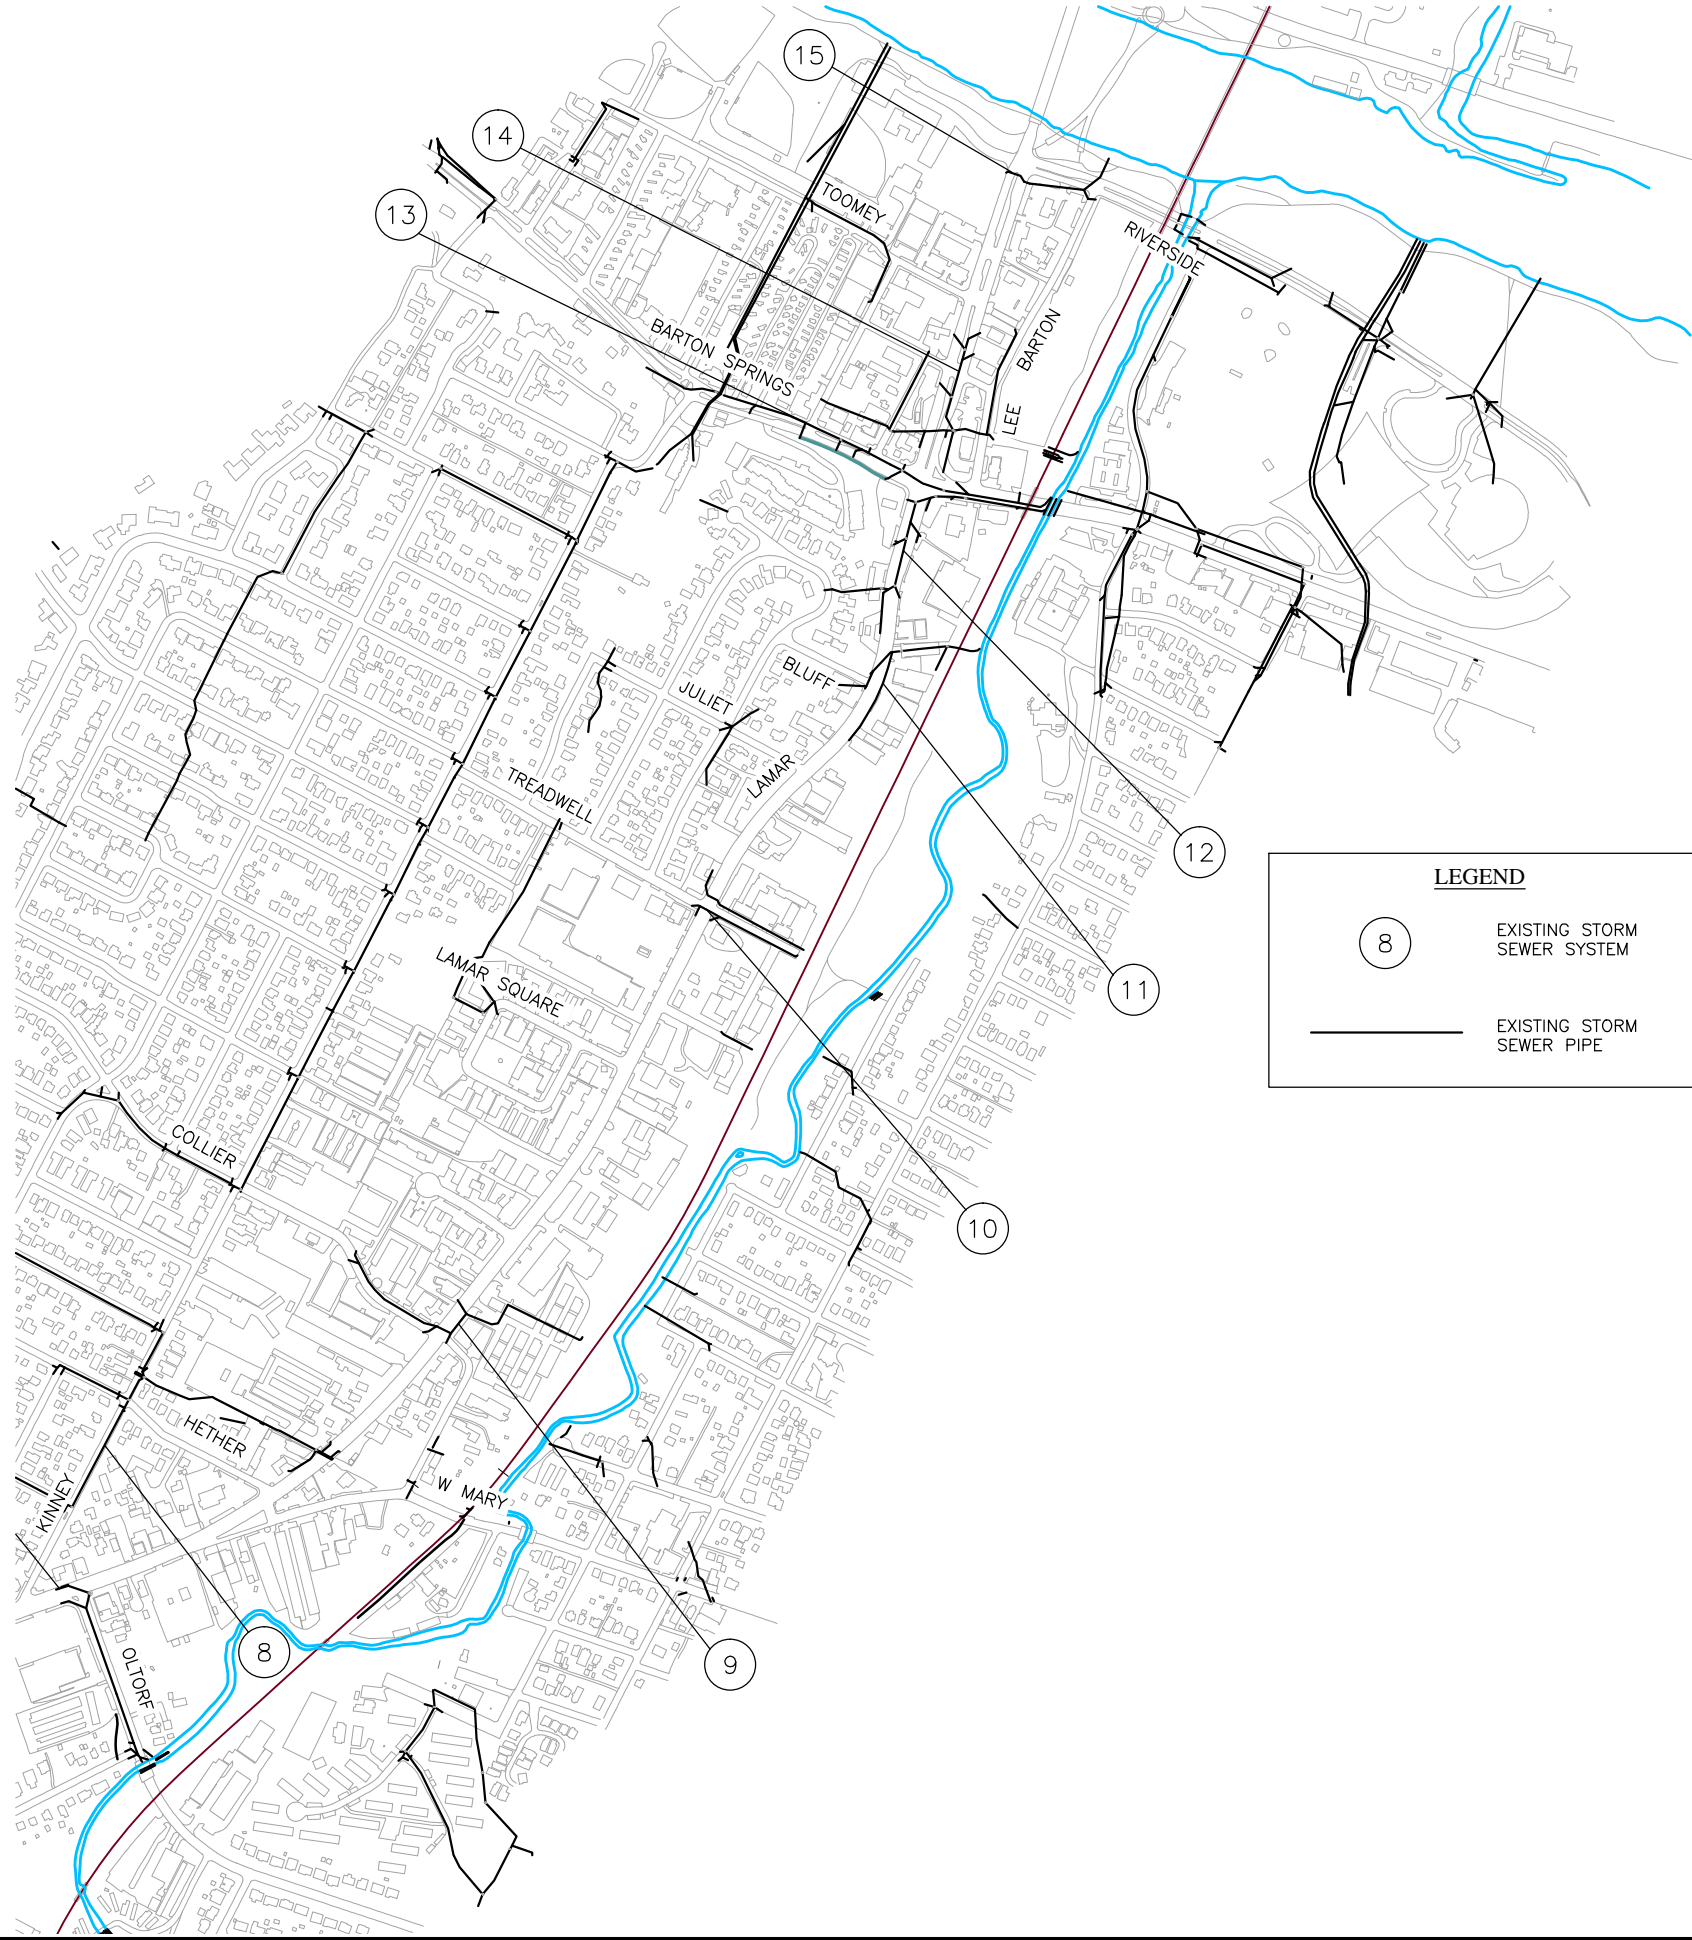 15
14
13
TOOMEY
RIVERSIDE
BARTON SPRINGS
LEE BARTON
BLUFF
JULIET
LAMAR
TREADWELL
12
LEGEND
8
EXISTING STORM
SEWER SYSTEM
LAMAR SQUARE
11
EXISTING STORM
SEWER PIPE
COLLIER
10
HETHER
KINNEY
W MARY
8
9
OLTORF